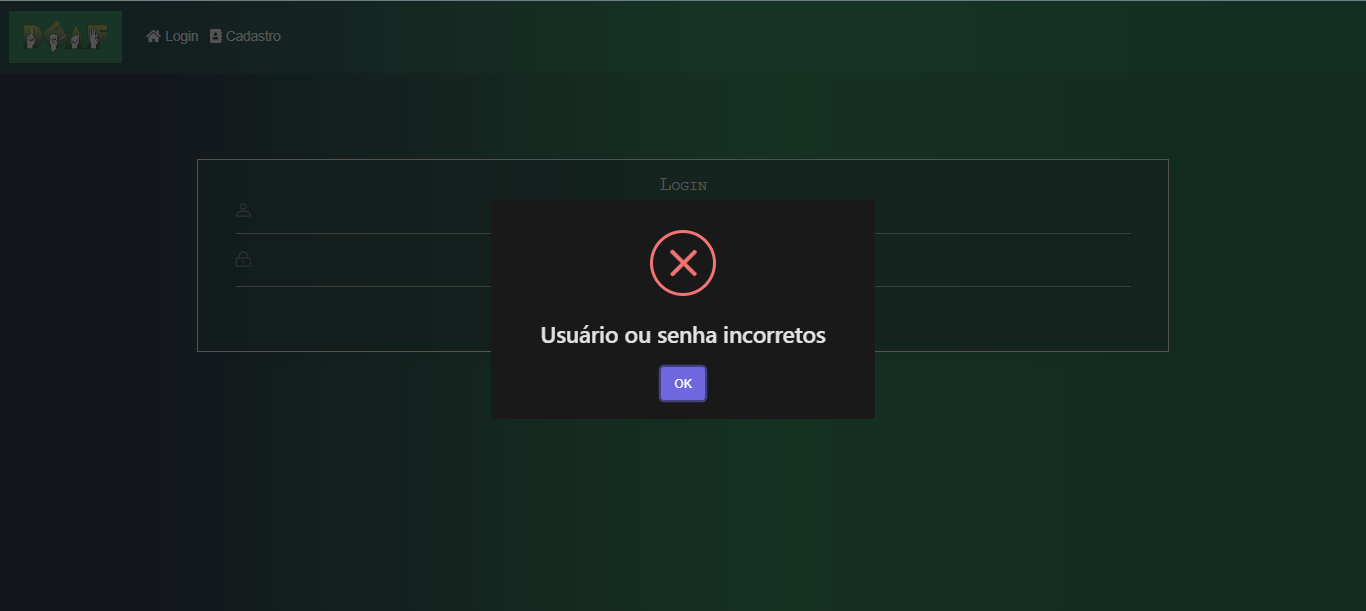 Login Cadastro
Login
Usuário ou senha incorretos
OK